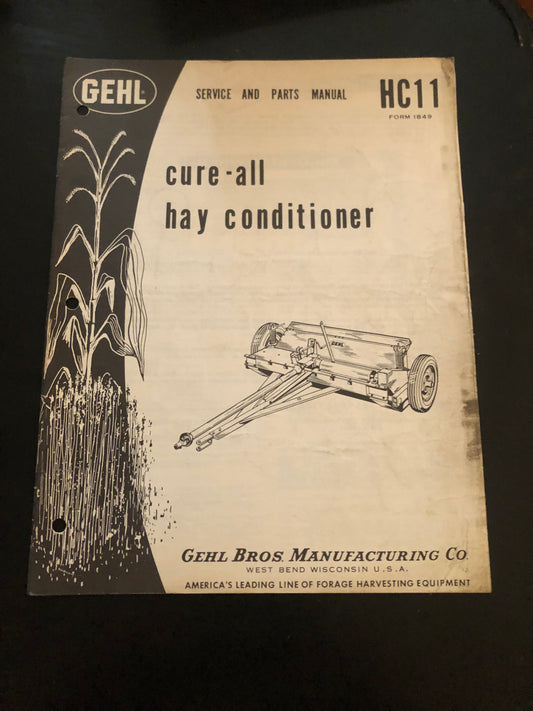 GEHL
SERVICE AND PARTS MANUAL
HC11
FORM 1849
cure-all
hay conditioner
GEHL
GEHL BROS. MANUFACTURING CO
WEST BEND WISCONSIN U.S.A.
AMERICA'S LEADING LINE OF FORAGE HARVESTING EQUIPMENT